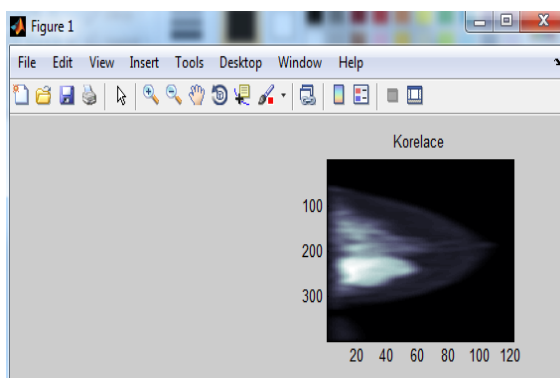 Figure 1
File Edit View Insert Tools Desktop Window Help
Korelace
100
200
300
20 40 60 80 100 120